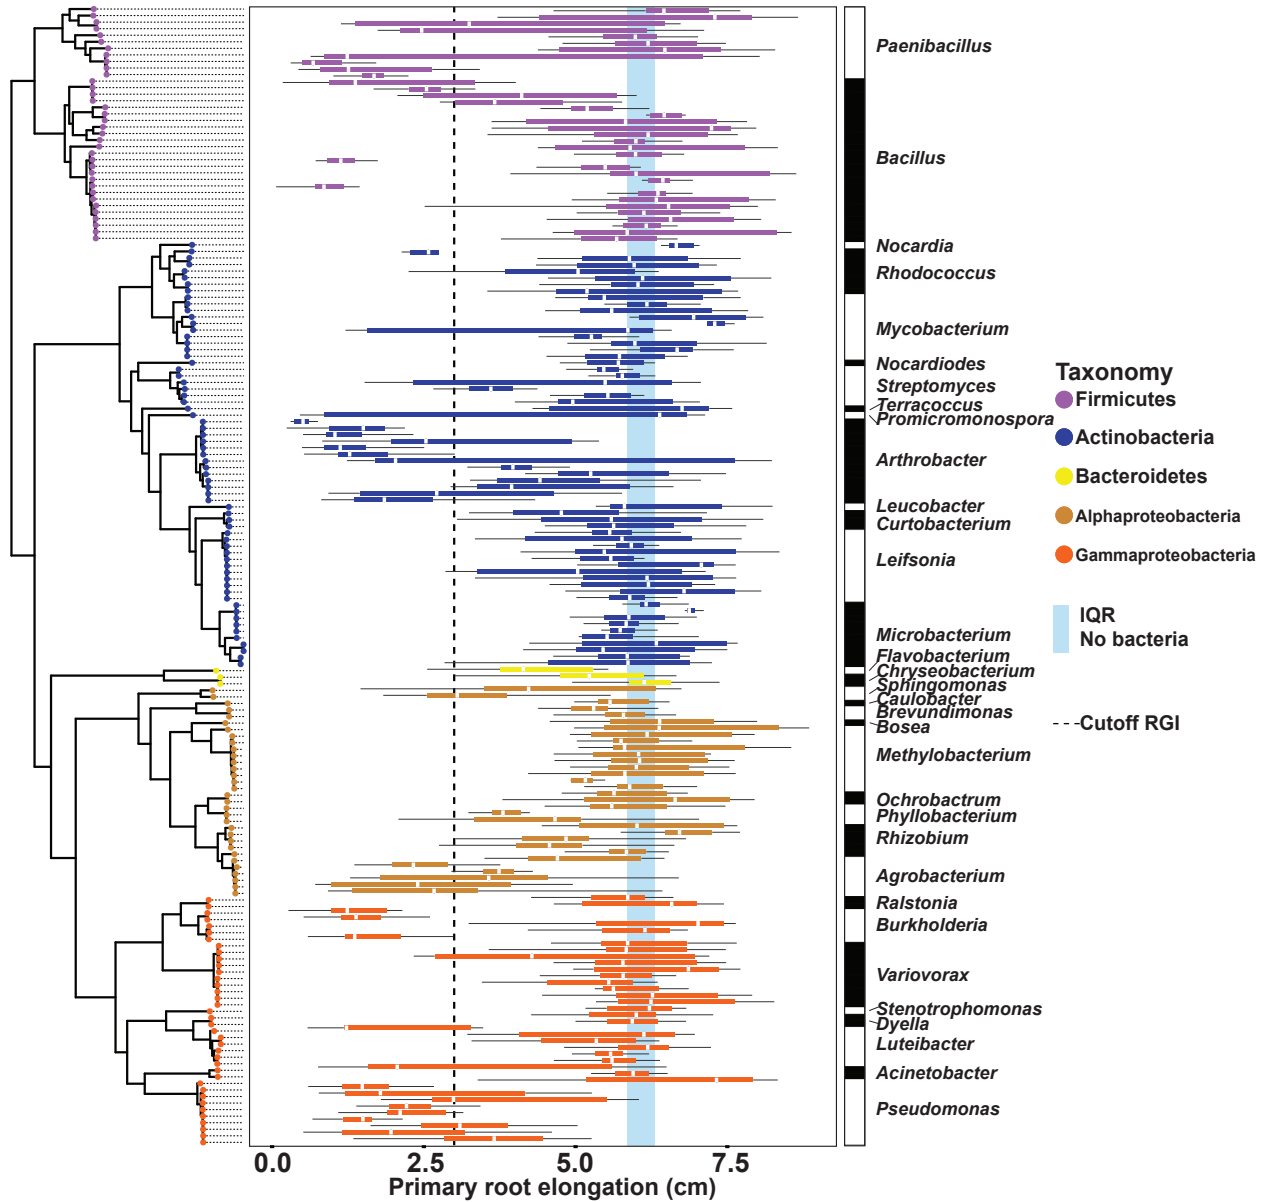 Paenibacillus
Bacillus
Nocardia
Rhodococcus
Mycobacterium
Nocardiodes
Streptomyces
Terracoccus
Promicromonospora
Arthrobacter
Leucobacter
Curtobacterium
Leifsonia
Microbacterium
Flavobacterium
Chryseobacterium
Sphingomonas
Caulobacter
Brevundimonas
Bosea
Methylobacterium
Ochrobactrum
Phyllobacterium
Rhizobium
Agrobacterium
Ralstonia
Burkholderia
Variovorax
Stenotrophomonas
Dyella
Luteibacter
Acinetobacter
Pseudomonas
Taxonomy
Firmicutes
Actinobacteria
Bacteroidetes
Alphaproteobacteria
Gammaproteobacteria
IQR
No bacteria
Cutoff RGI
0.0 2.5 5.0 7.5
Primary root elongation (cm)